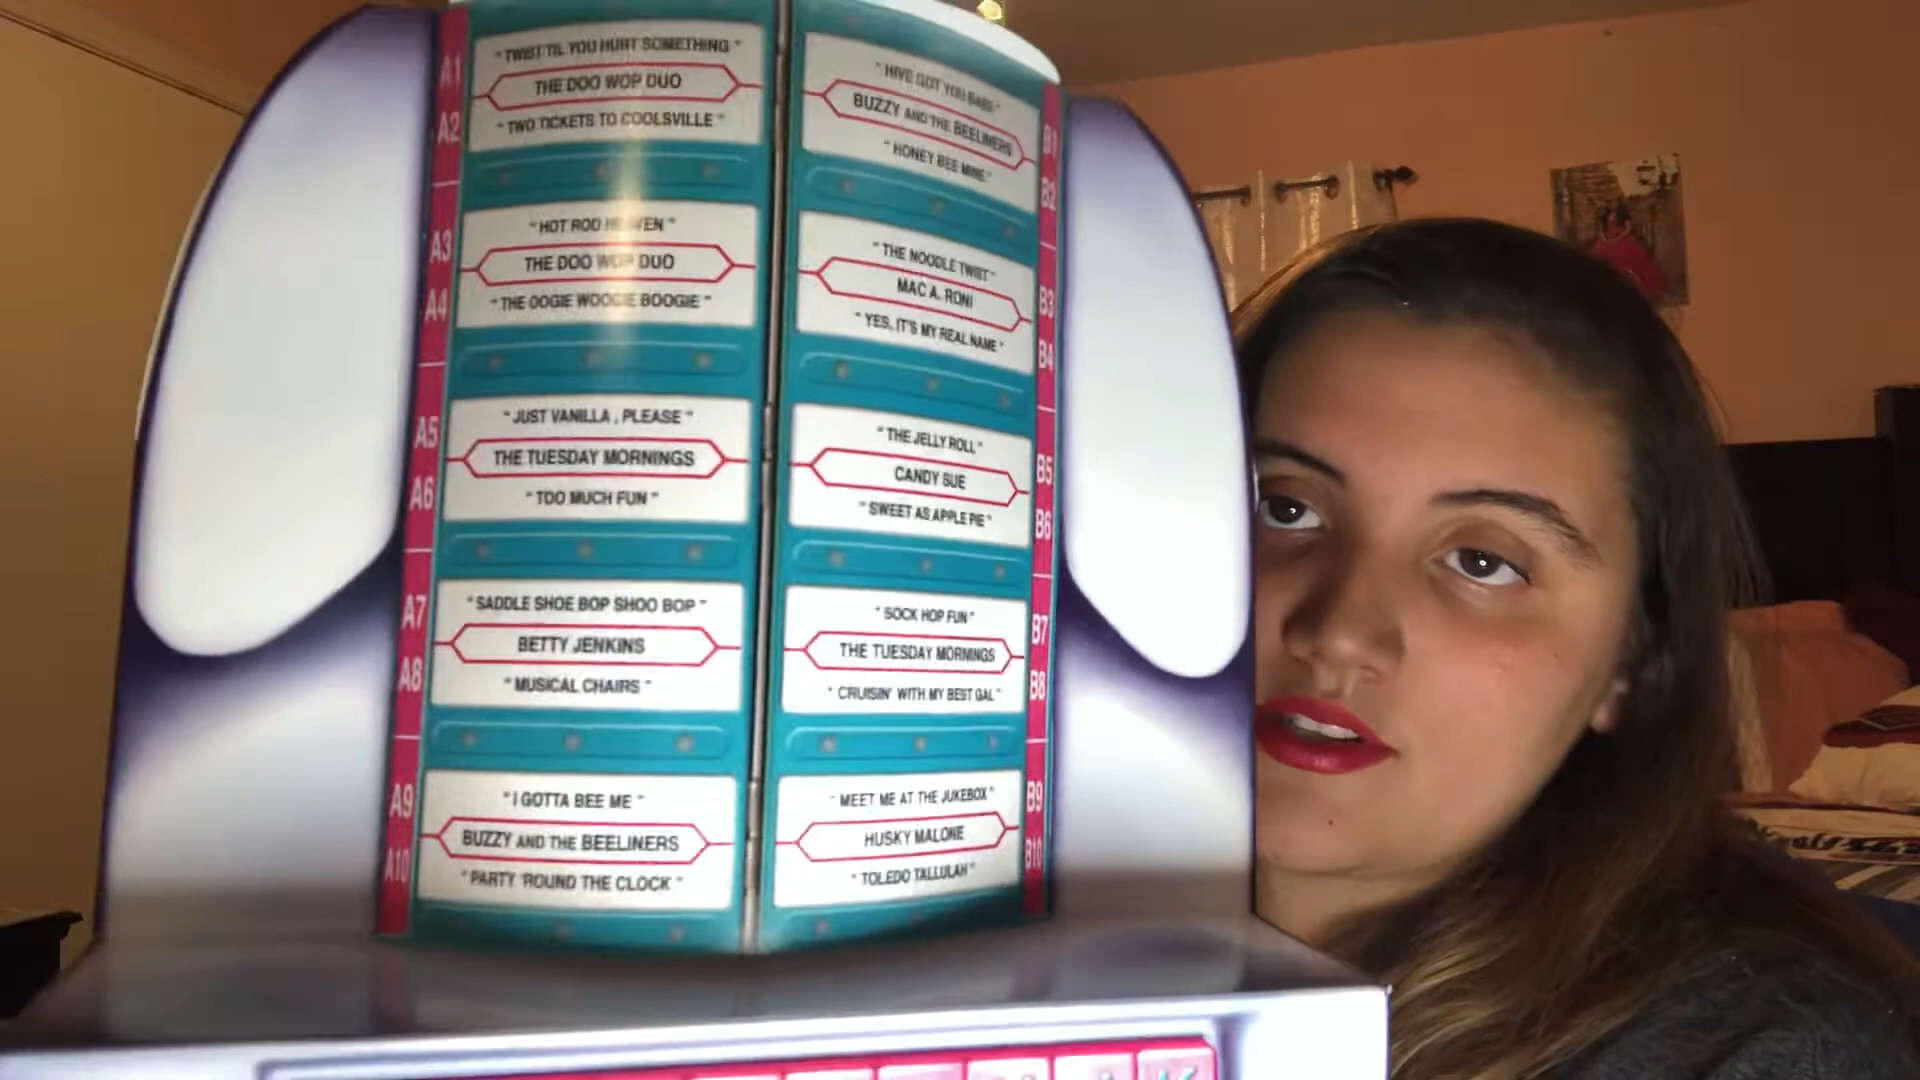 A1
"TWIST TIL YOU HURT SOMETHING"
THE DOO WOP DUO
A2
"TWO TICKETS TO COOLSVILLE"
A3
"HOT ROD HEAVEN"
THE DOO WOP DUO
A4
"THE OOGIE WOOGIE BOOGIE"
A5
"JUST VANILLA, PLEASE"
THE TUESDAY MORNINGS
A6
"TOO MUCH FUN"
A7
"SADDLE SHOE BOP SHOO BOP"
BETTY JENKINS
A8
"MUSICAL CHAIRS"
A9
"I GOTTA BEE ME"
BUZZY AND THE BEELINERS
A10
"PARTY 'ROUND THE CLOCK"
"HIVE GOT YOU BABE"
B1
BUZZY AND THE BEELINERS
"HONEY BEE MINE"
B2
"THE NOODLE TWIST"
B3
MAC A. RONI
"YES, IT'S MY REAL NAME"
B4
"THE JELLY ROLL"
B5
CANDY SUE
"SWEET AS APPLE PIE"
B6
"SOCK HOP FUN"
B7
THE TUESDAY MORNINGS
"CRUISIN' WITH MY BEST GAL"
B8
"MEET ME AT THE JUKEBOX"
B9
HUSKY MALONE
"TOLEDO TALLULAH"
B10